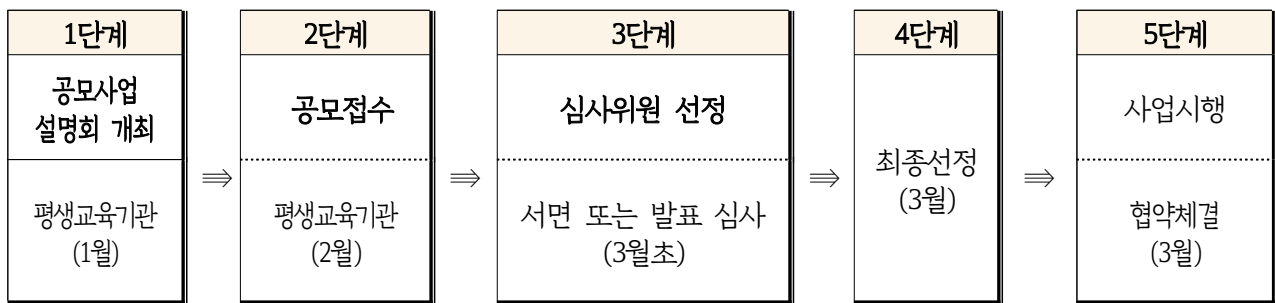 1단계
공모사업
설명회 개최
평생교육기관
(1월)
⇛
2단계
공모접수
평생교육기관
(2월)
⇛
3단계
심사위원 선정
서면 또는 발표 심사
(3월초)
⇛
4단계
최종선정
(3월)
⇛
5단계
사업시행
협약체결
(3월)